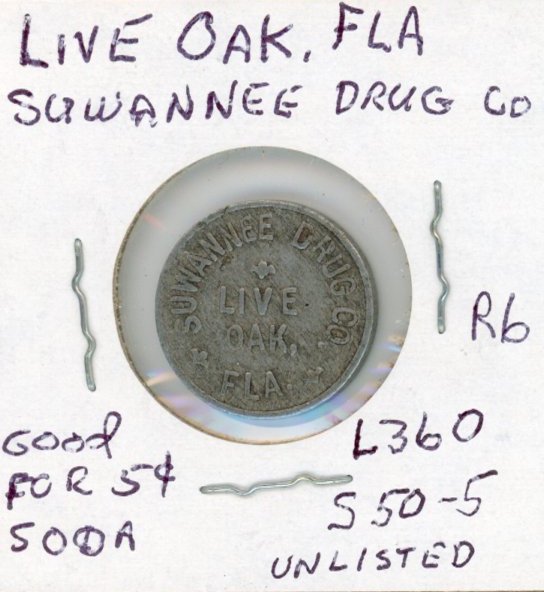 LIVE OAK, FLA
SUWANNEE DRUG CO
SUWANNEE DRUG CO
LIVE
OAK,
FLA.
R6
GOOD
FOR 5¢
SODA
L360
S50-5
UNLISTED